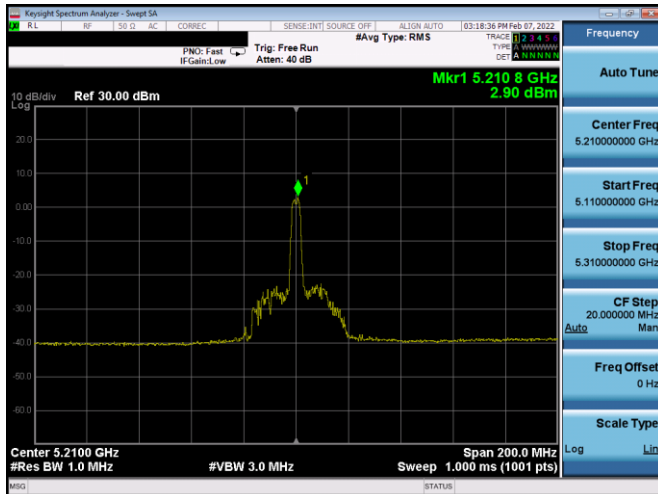 Keysight Spectrum Analyzer - Swept SA
RL RF 50 Ω AC CORREC SENSE:INT SOURCE OFF ALIGN AUTO 03:18:36 PM Feb 07, 2022
#Avg Type: RMS
TRACE 1 2 3 4 5 6
TYPE A WWWWW
DET A N N N N N
PNO: Fast
IFGain:Low
Trig: Free Run
Atten: 40 dB
Mkr1 5.210 8 GHz
2.90 dBm
10 dB/div Ref 30.00 dBm
Log
20.0
10.0
0.00
-10.0
-20.0
-30.0
-40.0
-50.0
-60.0
1
Center 5.2100 GHz Span 200.0 MHz
#Res BW 1.0 MHz #VBW 3.0 MHz Sweep 1.000 ms (1001 pts)
MSG STATUS
Frequency
Auto Tune
Center Freq
5.210000000 GHz
Start Freq
5.110000000 GHz
Stop Freq
5.310000000 GHz
CF Step
20.000000 MHz
Auto Man
Freq Offset
0 Hz
Scale Type
Log Lin